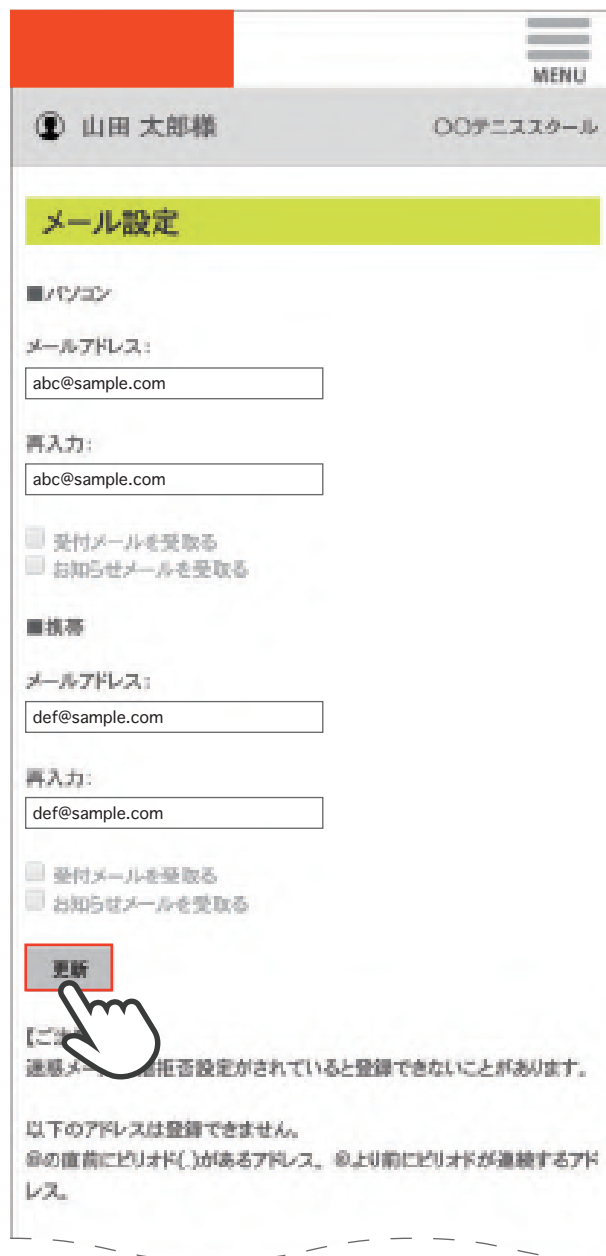 MENU
山田 太郎様
〇〇テニススクール
メール設定
■パソコン
メールアドレス:
abc@sample.com
再入力:
abc@sample.com
受付メールを受取る
お知らせメールを受取る
■携帯
メールアドレス:
def@sample.com
再入力:
def@sample.com
受付メールを受取る
お知らせメールを受取る
更新
【ご
迷惑メー 拒否設定がされていると登録できないことがあります。
以下のアドレスは登録できません。
@の直前にピリオド(.)があるアドレス。@より前にピリオドが連続するアド
レス。